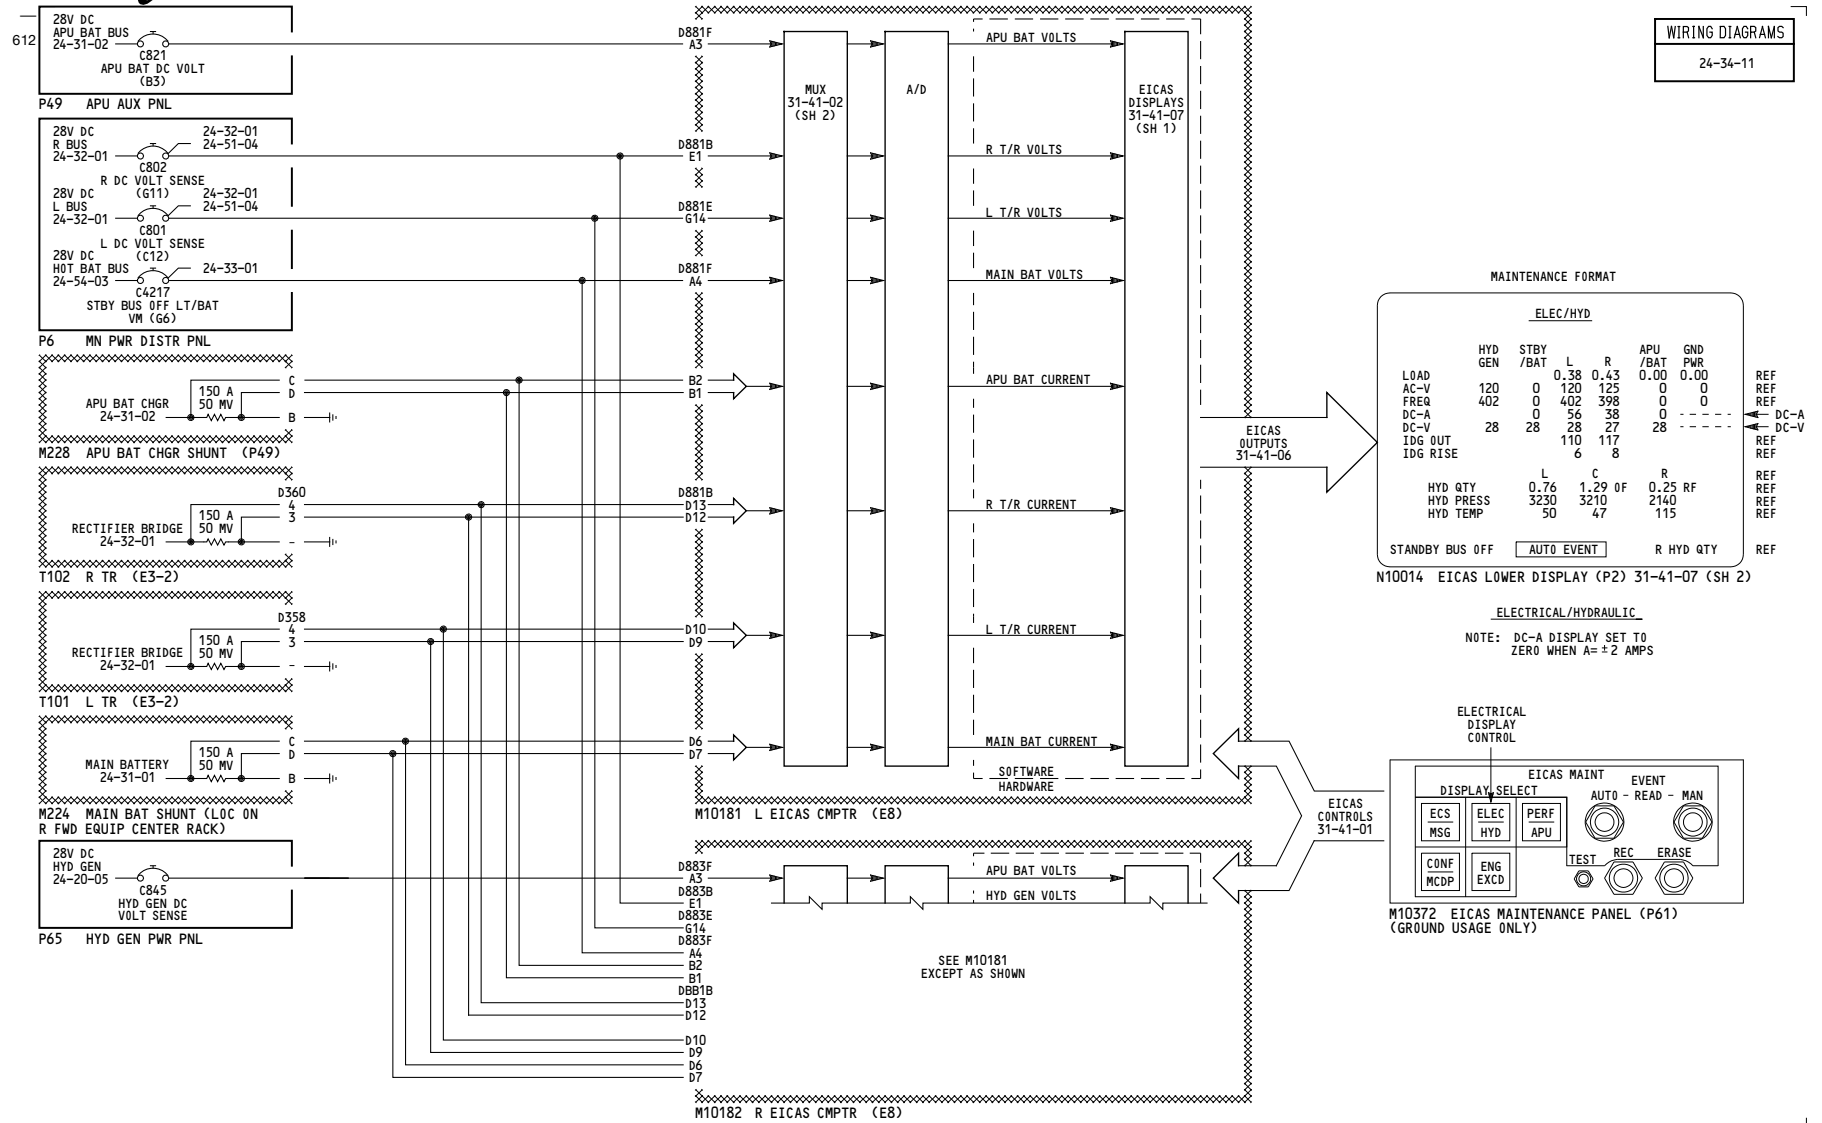 612
28V DC
APU BAT BUS
24-31-02
C821
APU BAT DC VOLT
(B3)
P49 APU AUX PNL
28V DC
R BUS
24-32-01
24-32-01
24-51-04
C802
R DC VOLT SENSE
(G11)
28V DC
L BUS
24-32-01
24-32-01
24-51-04
C801
L DC VOLT SENSE
(C12)
28V DC
HOT BAT BUS
24-54-03
24-33-01
C4217
STBY BUS OFF LT/BAT
VM (G6)
P6 MN PWR DISTR PNL
APU BAT CHGR
24-31-02
150 A
50 MV
C
D
B
M228 APU BAT CHGR SHUNT (P49)
D360
4
3
-
150 A
50 MV
RECTIFIER BRIDGE
24-32-01
T102 R TR (E3-2)
D358
4
3
-
150 A
50 MV
RECTIFIER BRIDGE
24-32-01
T101 L TR (E3-2)
C
D
B
150 A
50 MV
MAIN BATTERY
24-31-01
M224 MAIN BAT SHUNT (LOC ON
R FWD EQUIP CENTER RACK)
28V DC
HYD GEN
24-20-05
C845
HYD GEN DC
VOLT SENSE
P65 HYD GEN PWR PNL
D881F
A3
D881B
E1
D881E
G14
D881F
A4
B2
B1
D881B
D13
D12
D10
D9
D6
D7
MUX
31-41-02
(SH 2)
A/D
EICAS
DISPLAYS
31-41-07
(SH 1)
APU BAT VOLTS
R T/R VOLTS
L T/R VOLTS
MAIN BAT VOLTS
APU BAT CURRENT
R T/R CURRENT
L T/R CURRENT
MAIN BAT CURRENT
SOFTWARE
HARDWARE
M10181 L EICAS CMPTR (E8)
D883F
A3
D883B
E1
D883E
G14
D883F
A4
B2
B1
DBB1B
D13
D12
D10
D9
D6
D7
APU BAT VOLTS
HYD GEN VOLTS
SEE M10181
EXCEPT AS SHOWN
M10182 R EICAS CMPTR (E8)
EICAS
OUTPUTS
31-41-06
EICAS
CONTROLS
31-41-01
WIRING DIAGRAMS
24-34-11
MAINTENANCE FORMAT
ELEC/HYD
HYD STBY APU GND
GEN /BAT L R /BAT PWR
LOAD 0.38 0.43 0.00 0.00 REF
AC-V 120 0 120 125 0 0 REF
FREQ 402 0 402 398 0 0 REF
DC-A 0 56 38 0 ----- DC-A
DC-V 28 28 28 27 28 ----- DC-V
IDG OUT 110 117 REF
IDG RISE 6 8 REF
L C R REF
HYD QTY 0.76 1.29 OF 0.25 RF REF
HYD PRESS 3230 3210 2140 REF
HYD TEMP 50 47 115 REF
STANDBY BUS OFF AUTO EVENT R HYD QTY REF
N10014 EICAS LOWER DISPLAY (P2) 31-41-07 (SH 2)
ELECTRICAL/HYDRAULIC
NOTE: DC-A DISPLAY SET TO
ZERO WHEN A= ±2 AMPS
ELECTRICAL
DISPLAY
CONTROL
EICAS MAINT
DISPLAY SELECT
EVENT
AUTO - READ - MAN
ECS
MSG
ELEC
HYD
PERF
APU
CONF
MCDP
ENG
EXCD
TEST
REC
ERASE
M10372 EICAS MAINTENANCE PANEL (P61)
(GROUND USAGE ONLY)